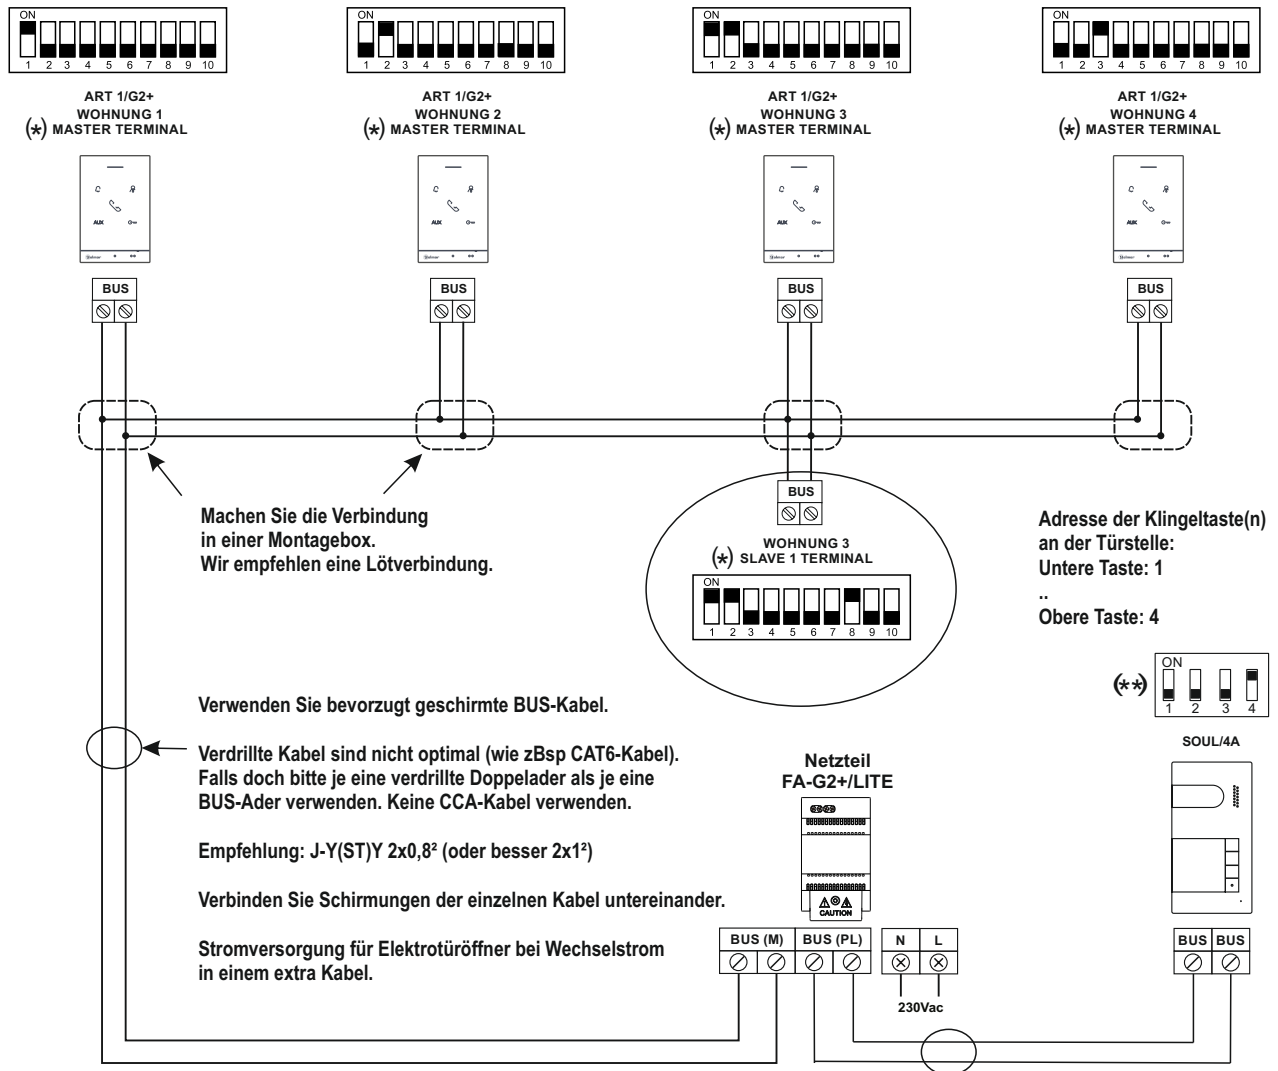 ON
1 2 3 4 5 6 7 8 9 10
ART 1/G2+
WOHNUNG 1
(*) MASTER TERMINAL
AUX
BUS
ON
1 2 3 4 5 6 7 8 9 10
ART 1/G2+
WOHNUNG 2
(*) MASTER TERMINAL
AUX
BUS
ON
1 2 3 4 5 6 7 8 9 10
ART 1/G2+
WOHNUNG 3
(*) MASTER TERMINAL
AUX
BUS
ON
1 2 3 4 5 6 7 8 9 10
ART 1/G2+
WOHNUNG 4
(*) MASTER TERMINAL
AUX
BUS
Machen Sie die Verbindung
in einer Montagebox.
Wir empfehlen eine Lötverbindung.
BUS
WOHNUNG 3
(*) SLAVE 1 TERMINAL
ON
1 2 3 4 5 6 7 8 9 10
Adresse der Klingeltaste(n)
an der Türstelle:
Untere Taste: 1
..
Obere Taste: 4
(**)
ON
1 2 3 4
SOUL/4A
Verwenden Sie bevorzugt geschirmte BUS-Kabel.
Verdrillte Kabel sind nicht optimal (wie zBsp CAT6-Kabel).
Falls doch bitte je eine verdrillte Doppelader als je eine
BUS-Ader verwenden. Keine CCA-Kabel verwenden.
Empfehlung: J-Y(ST)Y 2x0,8² (oder besser 2x1²)
Verbinden Sie Schirmungen der einzelnen Kabel untereinander.
Stromversorgung für Elektrotüröffner bei Wechselstrom
in einem extra Kabel.
Netzteil
FA-G2+/LITE
CAUTION
BUS (M) BUS (PL) N L
230Vac
BUS BUS